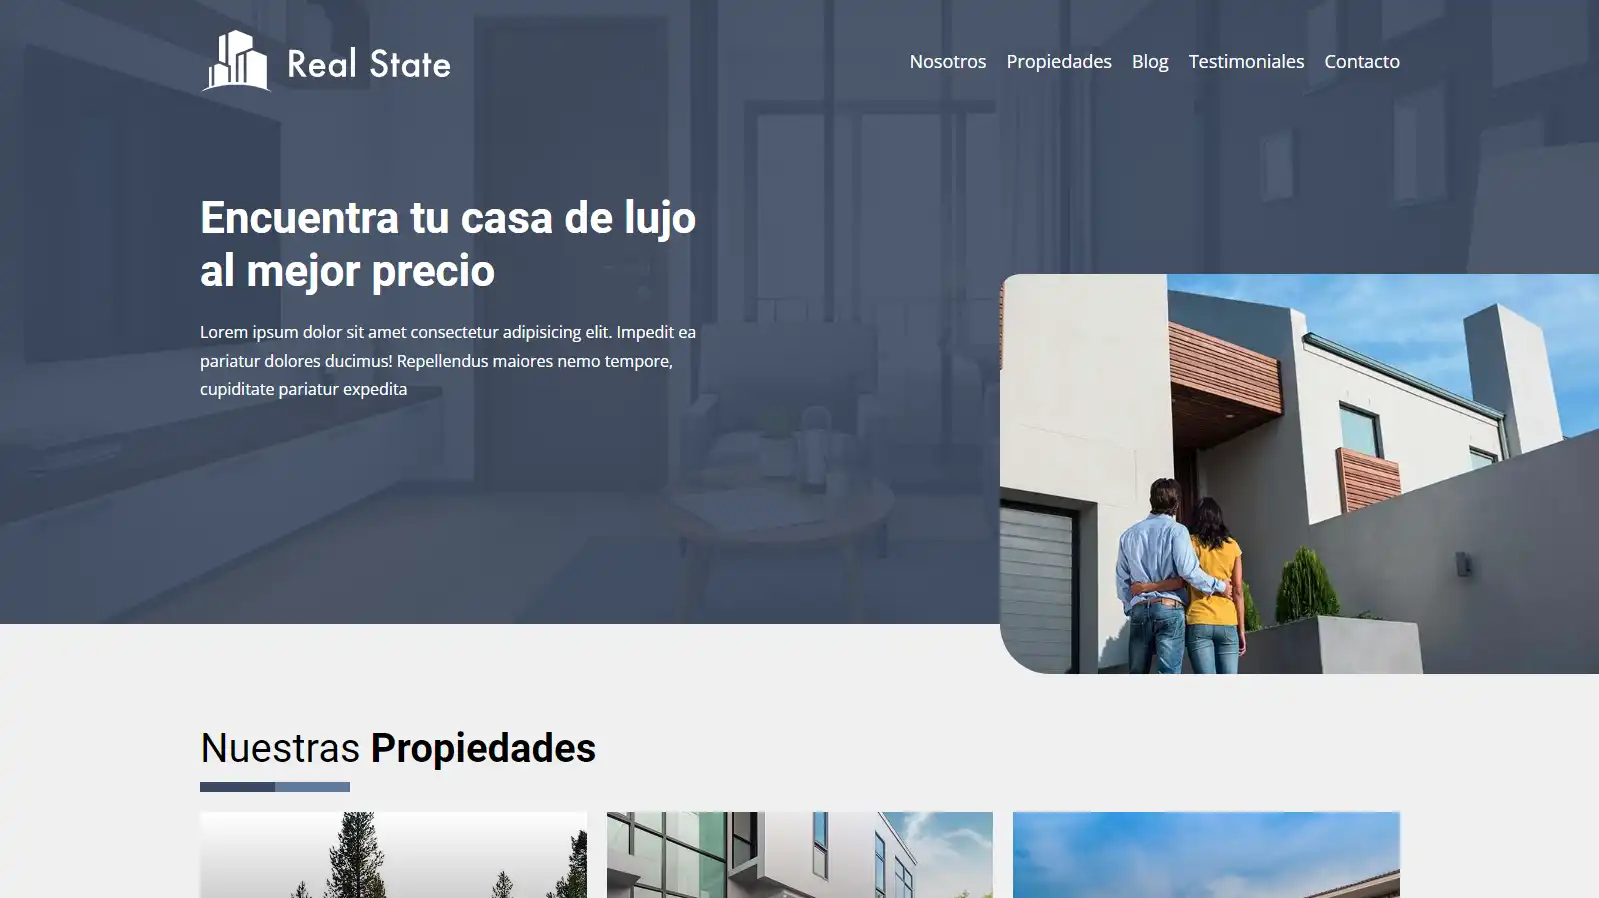 Real State
Nosotros Propiedades Blog Testimoniales Contacto
Encuentra tu casa de lujo
al mejor precio
Lorem ipsum dolor sit amet consectetur adipisicing elit. Impedit ea
pariatur dolores ducimus! Repellendus maiores nemo tempore,
cupiditate pariatur expedita
Nuestras Propiedades